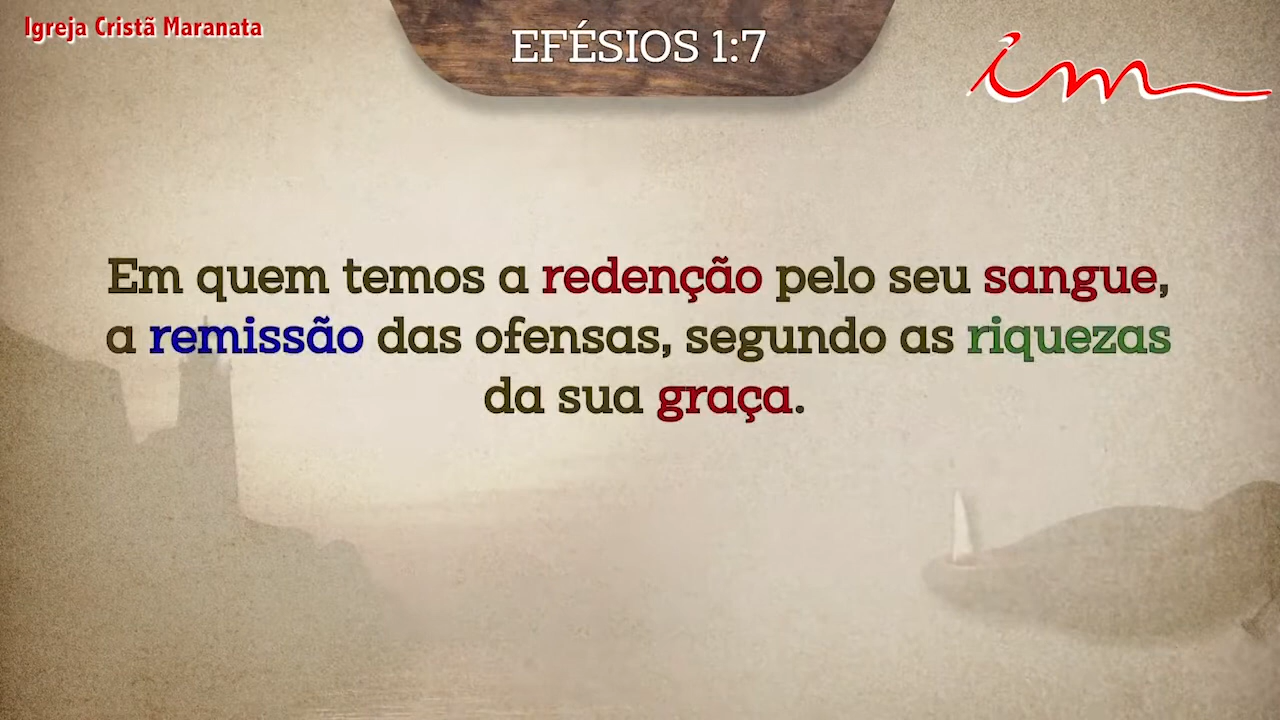 Igreja Cristã Maranata
EFÉSIOS 1:7
im
Em quem temos a redenção pelo seu sangue,
a remissão das ofensas, segundo as riquezas
da sua graça.